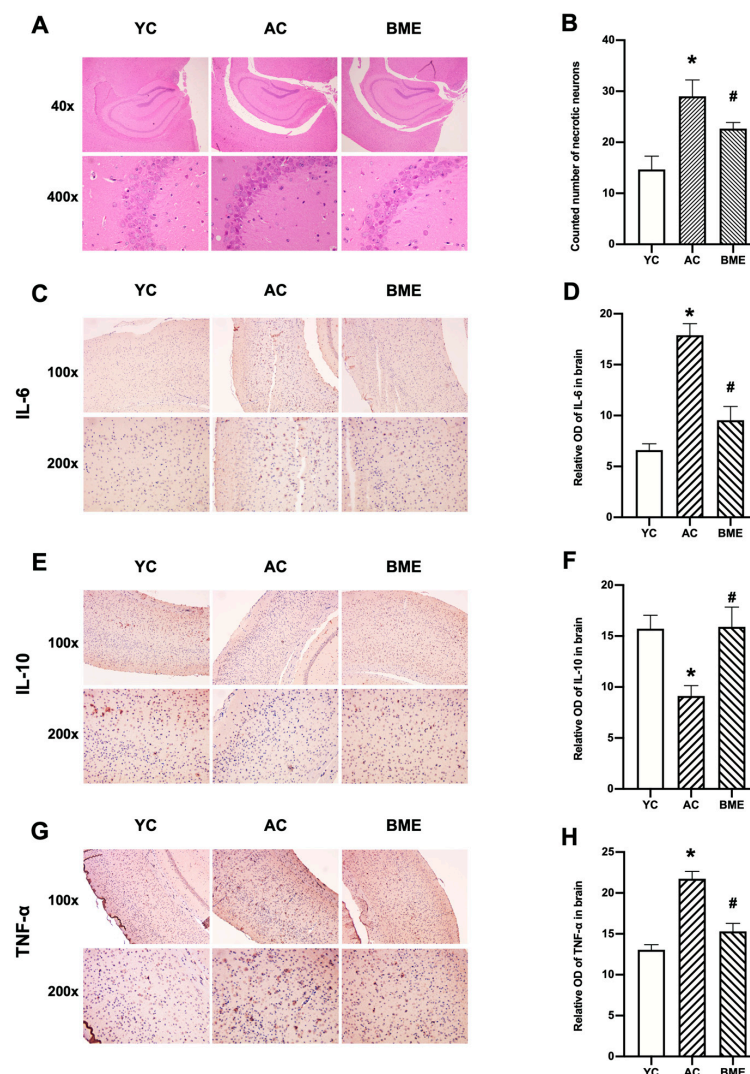 A
YC AC BME
40x
400x
B
Counted number of necrotic neurons
40
30
20
10
0
*
#
YC AC BME
C
YC AC BME
IL-6
100x
200x
D
Relative OD of IL-6 in brain
20
15
10
5
0
*
#
YC AC BME
E
YC AC BME
IL-10
100x
200x
F
Relative OD of IL-10 in brain
20
15
10
5
0
*
#
YC AC BME
G
YC AC BME
TNF-α
100x
200x
H
Relative OD of TNF-α in brain
25
20
15
10
5
0
*
#
YC AC BME